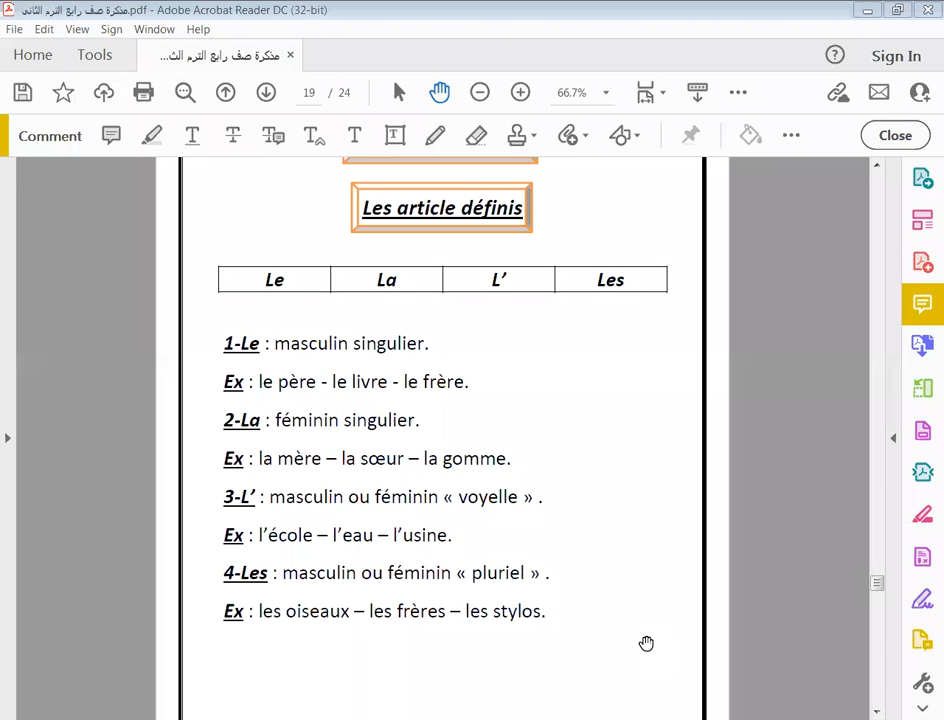 مذكرة صف رابع الترم الثانى.pdf - Adobe Acrobat Reader DC (32-bit)
File Edit View Sign Window Help
Home Tools مذكرة صف رابع الترم الث... × Sign In
19 / 24 66.7%
Comment Close
Les article définis
Le La L’ Les
1-Le : masculin singulier.
Ex : le père - le livre - le frère.
2-La : féminin singulier.
Ex : la mère – la sœur – la gomme.
3-L’ : masculin ou féminin « voyelle » .
Ex : l’école – l’eau – l’usine.
4-Les : masculin ou féminin « pluriel » .
Ex : les oiseaux – les frères – les stylos.